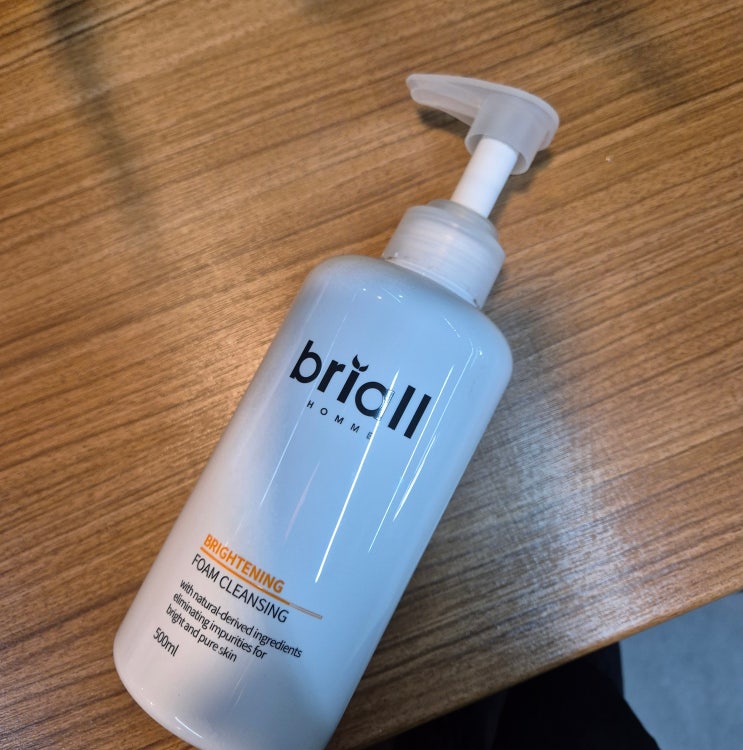 briall
HOMME
BRIGHTENING
FOAM CLEANSING
with natural-derived ingredients
eliminating impurities for
bright and pure skin
500ml